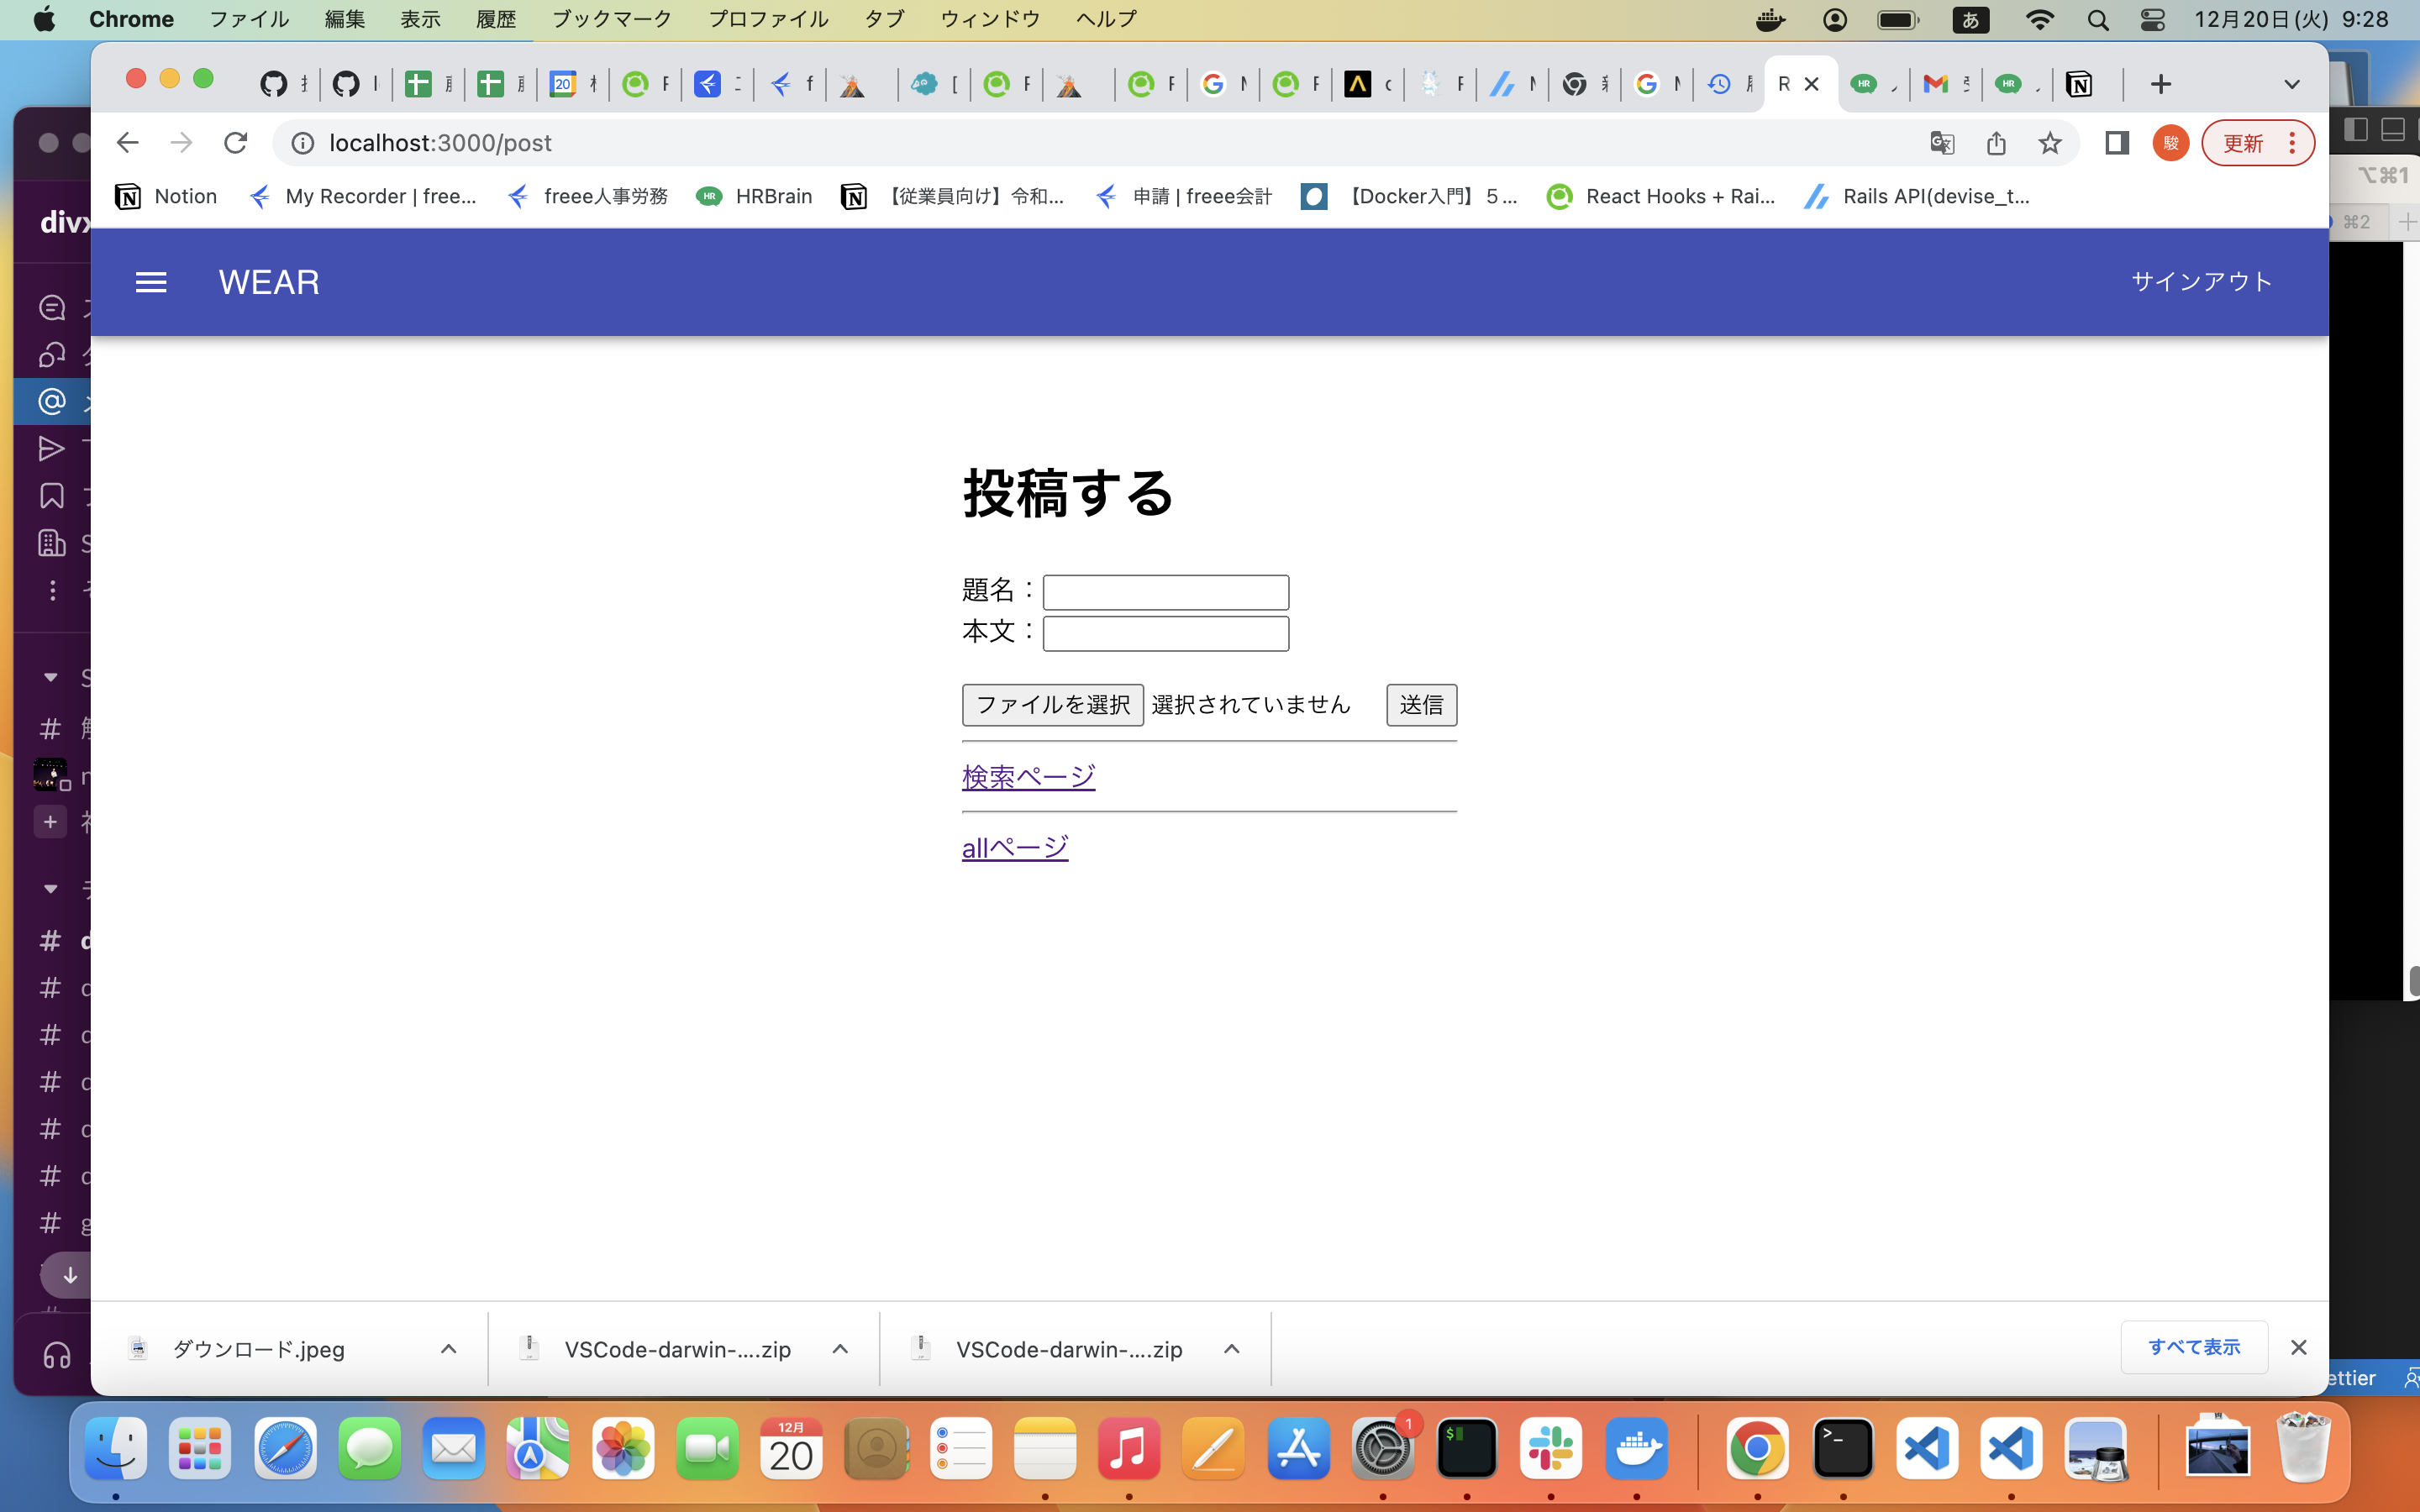 Chrome ファイル 編集 表示 履歴 ブックマーク プロファイル タブ ウィンドウ ヘルプ あ 12月20日(火) 9:28
localhost:3000/post
駿 更新
Notion My Recorder | free... freee人事労務 HRBrain 【従業員向け】令和... 申請 | freee会計 【Docker入門】5... React Hooks + Rai... Rails API(devise_t...
⌥⌘1
⌘2
divx
WEAR サインアウト
投稿する
題名：
本文：
ファイルを選択 選択されていません 送信
検索ページ
allページ
ダウンロード.jpeg VSCode-darwin-....zip VSCode-darwin-....zip すべて表示
ettier
12月
20
1